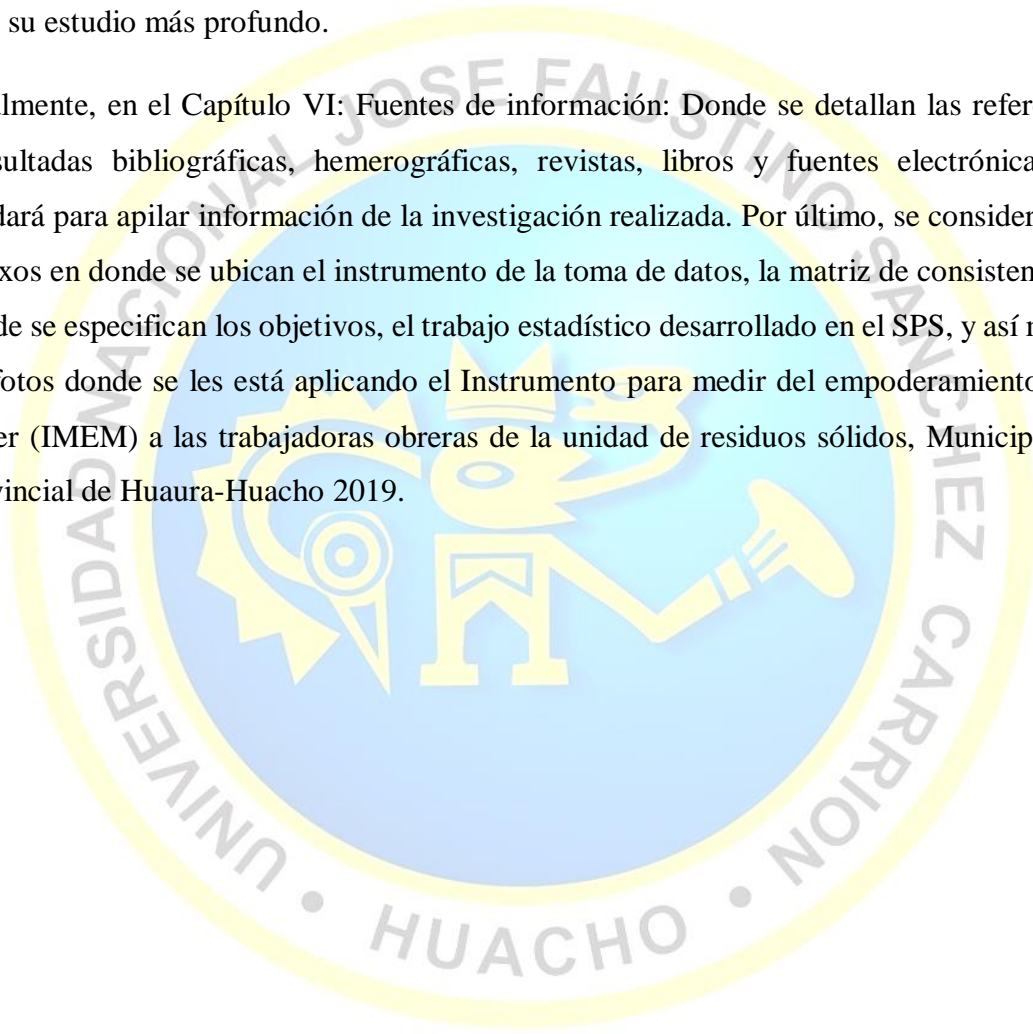 su estudio más profundo.
lmente, en el Capítulo VI: Fuentes de información: Donde se detallan las refer
sultadas bibliográficas, hemerográficas, revistas, libros y fuentes electrónica
dará para apilar información de la investigación realizada. Por último, se consider
xos en donde se ubican el instrumento de la toma de datos, la matriz de consisten
de se especifican los objetivos, el trabajo estadístico desarrollado en el SPS, y así
fotos donde se les está aplicando el Instrumento para medir del empoderamiento
er (IMEM) a las trabajadoras obreras de la unidad de residuos sólidos, Municip
vincial de Huaura-Huacho 2019.
UNIVERSIDAD NACIONAL JOSE FAUSTINO SANCHEZ CARRION • HUACHO •